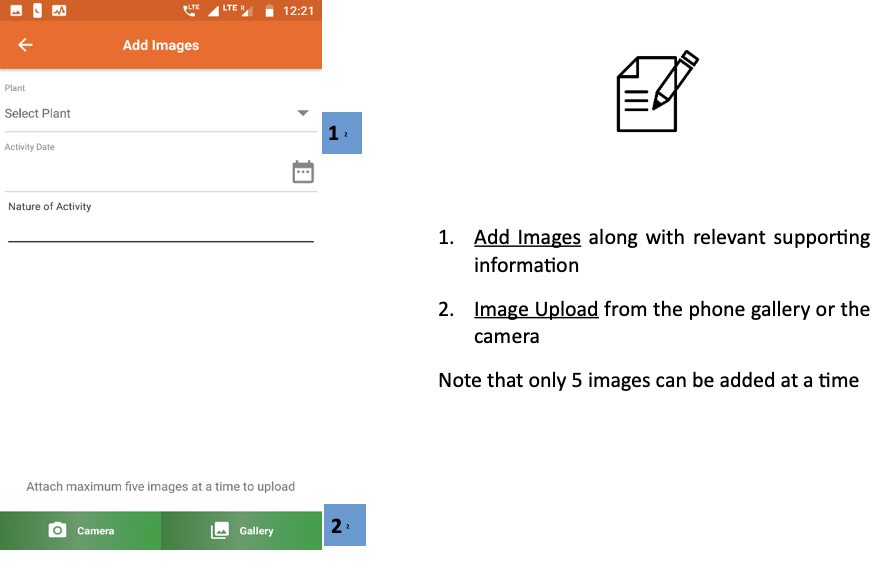 LTE LTE R 12:21
Add Images
Plant
Select Plant
1 2
Activity Date
Nature of Activity
Attach maximum five images at a time to upload
Camera Gallery
2 2
1. Add Images along with relevant supporting
information
2. Image Upload from the phone gallery or the
camera
Note that only 5 images can be added at a time